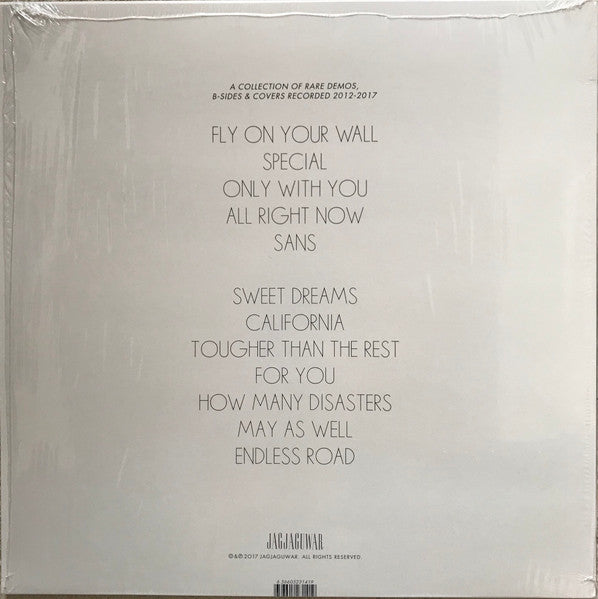 A COLLECTION OF RARE DEMOS,
B-SIDES & COVERS RECORDED 2012-2017
FLY ON YOUR WALL
SPECIAL
ONLY WITH YOU
ALL RIGHT NOW
SANS
SWEET DREAMS
CALIFORNIA
TOUGHER THAN THE REST
FOR YOU
HOW MANY DISASTERS
MAY AS WELL
ENDLESS ROAD
JAGJAGUWAR
©&℗2017 JAGJAGUWAR. ALL RIGHTS RESERVED.